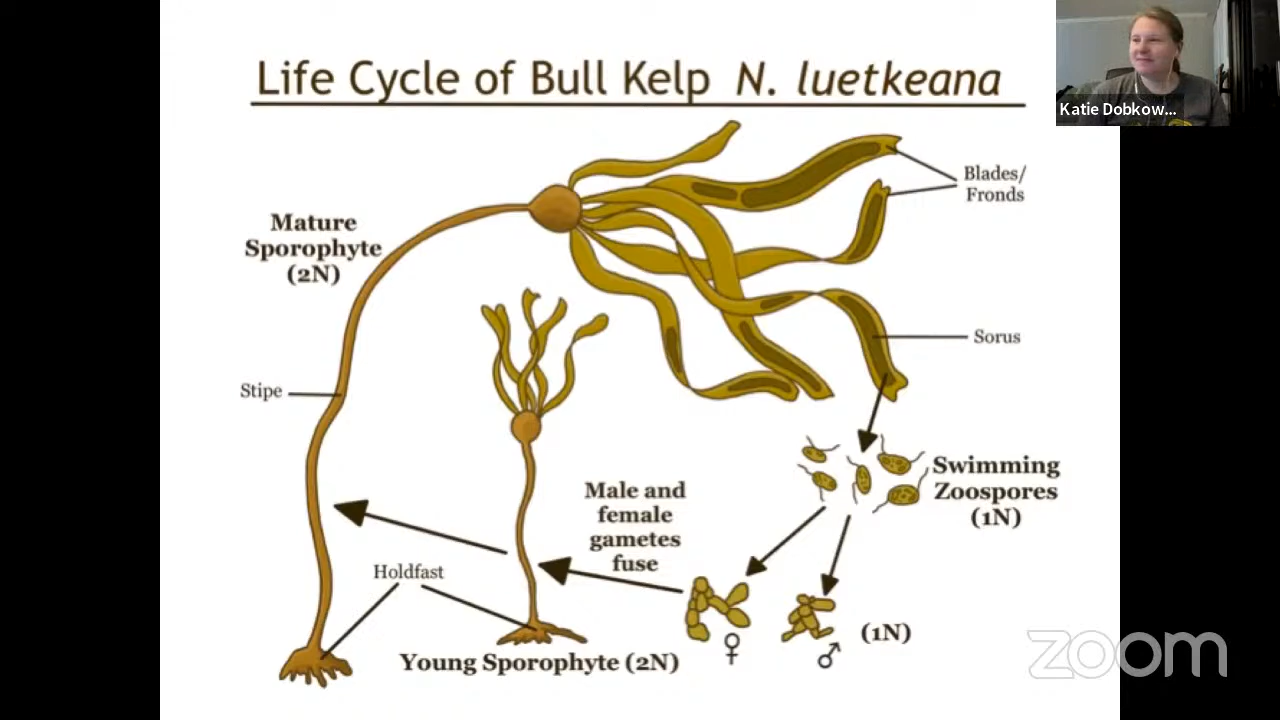 Life Cycle of Bull Kelp N. luetkeana
Katie Dobkow...
Blades/
Fronds
Mature
Sporophyte
(2N)
Sorus
Stipe
Swimming
Zoospores
(1N)
Male and
female
gametes
fuse
Holdfast
(1N)
♀
♂
Young Sporophyte (2N)
zoom